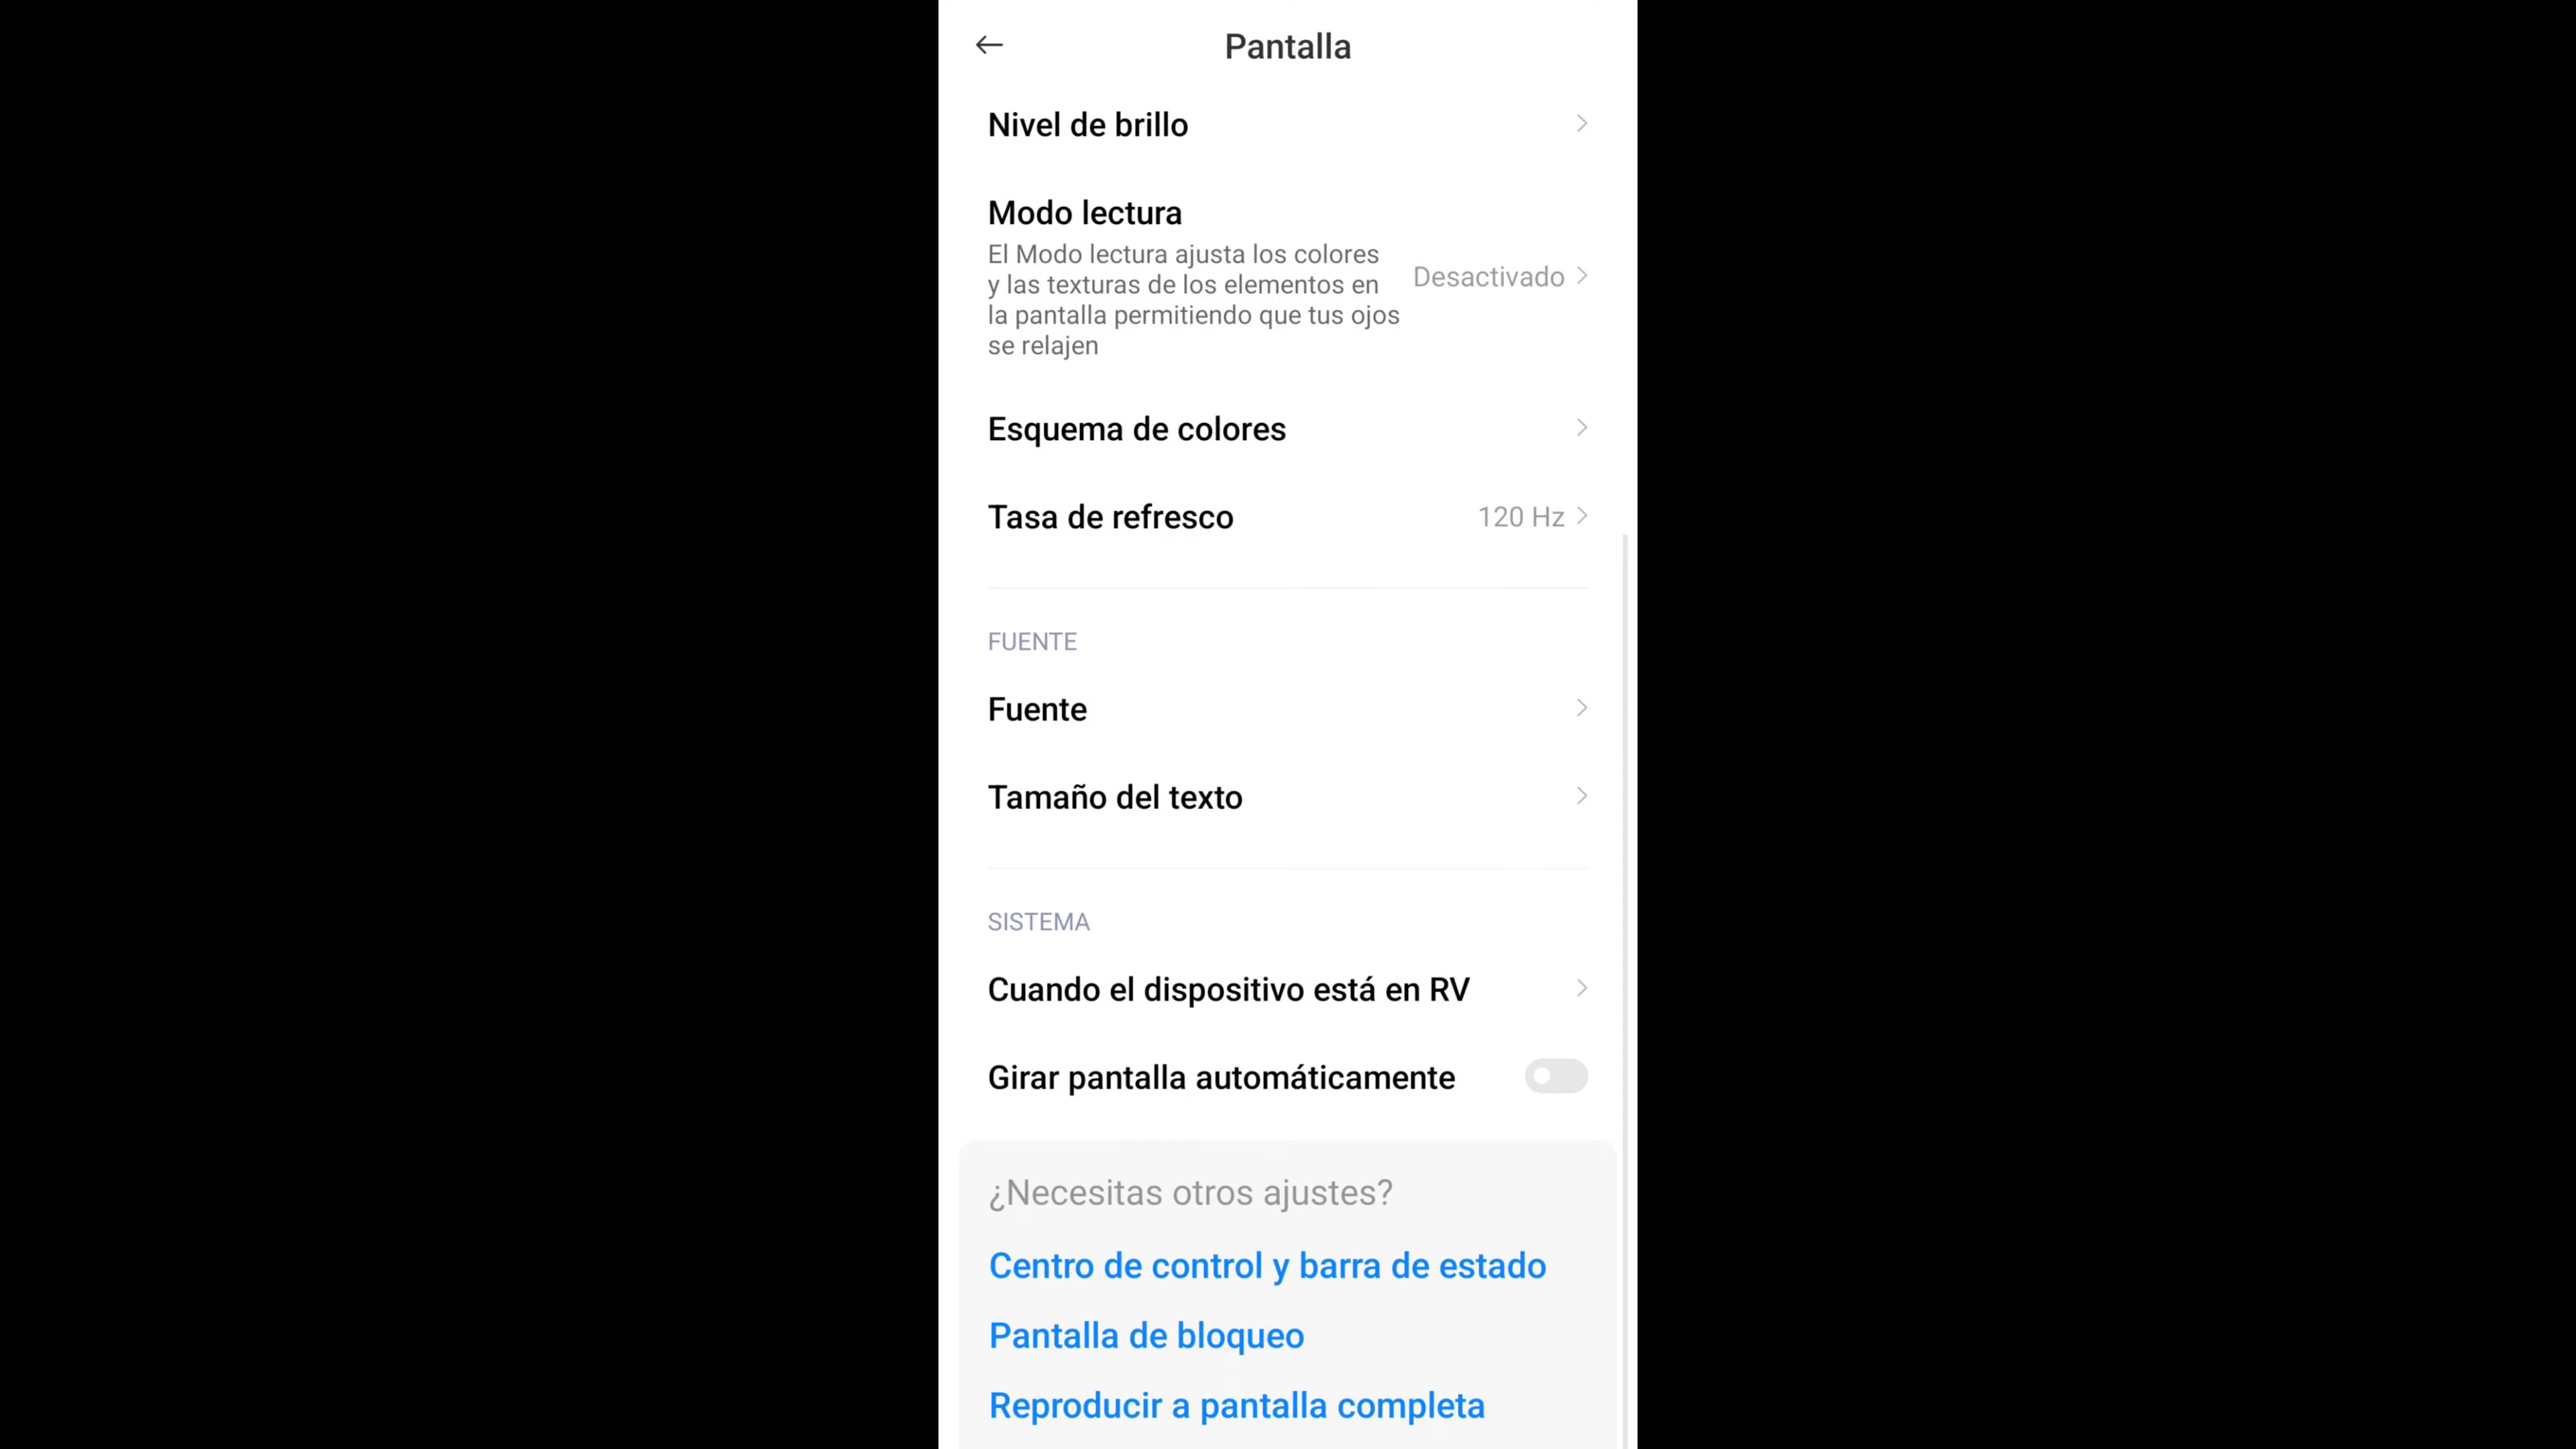 Pantalla
Nivel de brillo
Modo lectura
El Modo lectura ajusta los colores
y las texturas de los elementos en
la pantalla permitiendo que tus ojos
se relajen
Desactivado
Esquema de colores
Tasa de refresco
120 Hz
FUENTE
Fuente
Tamaño del texto
SISTEMA
Cuando el dispositivo está en RV
Girar pantalla automáticamente
¿Necesitas otros ajustes?
Centro de control y barra de estado
Pantalla de bloqueo
Reproducir a pantalla completa